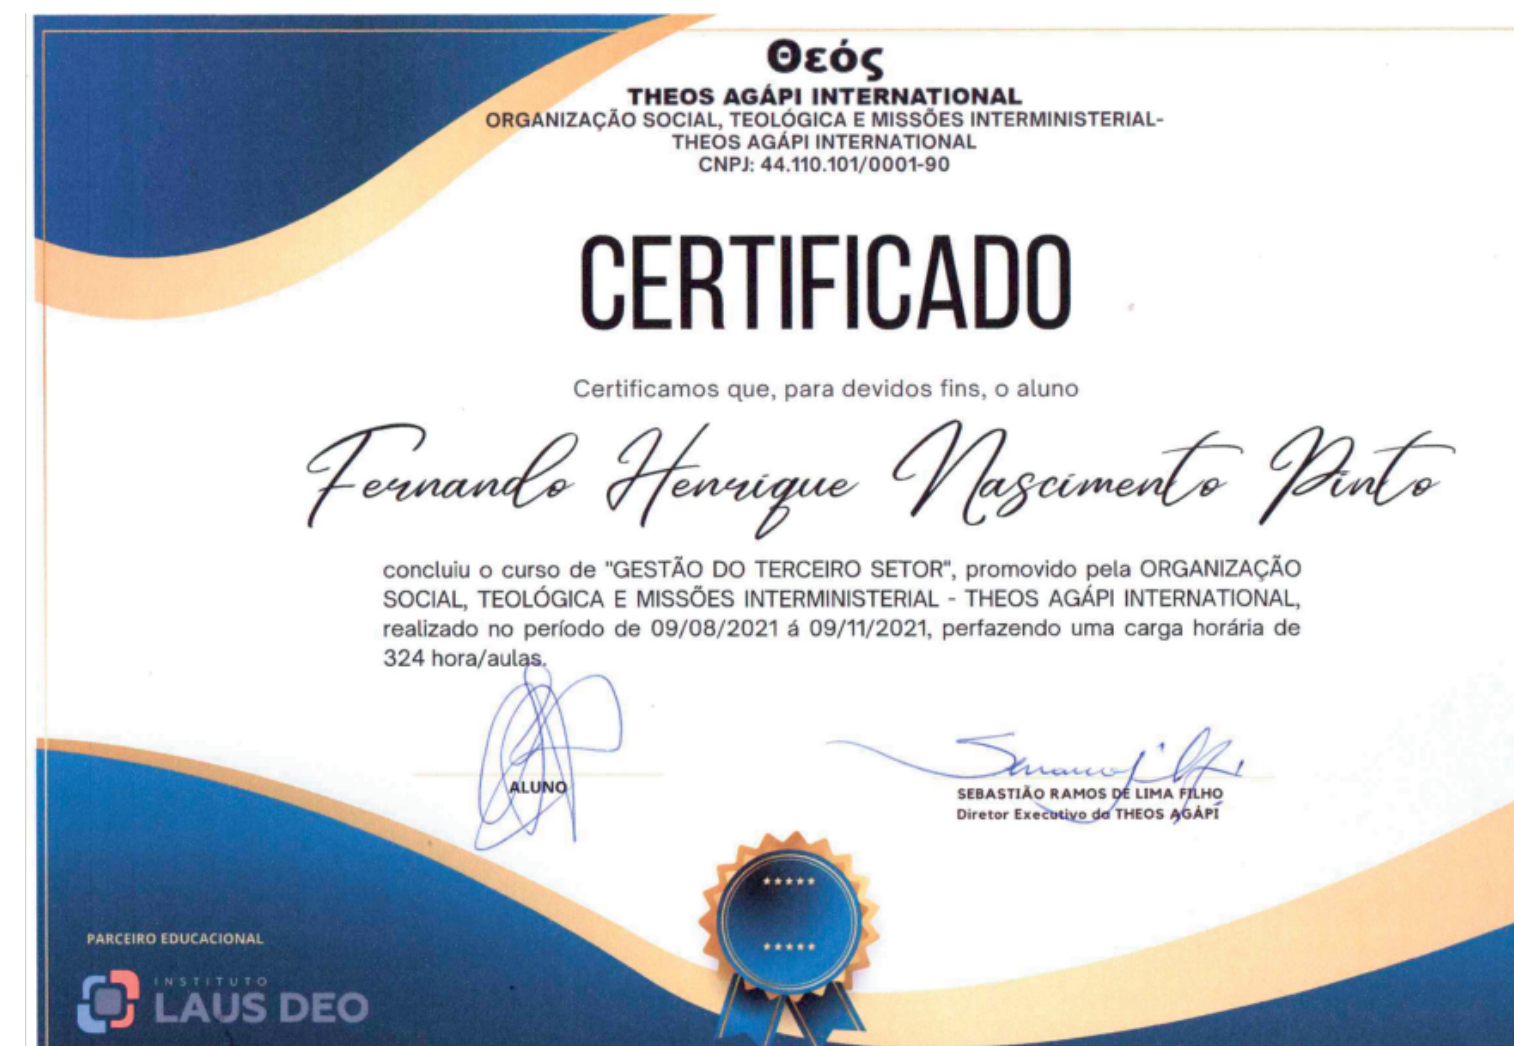 Θεός
THEOS AGÁPI INTERNATIONAL
ORGANIZAÇÃO SOCIAL, TEOLÓGICA E MISSÕES INTERMINISTERIAL-
THEOS AGÁPI INTERNATIONAL
CNPJ: 44.110.101/0001-90
CERTIFICADO
Certificamos que, para devidos fins, o aluno
Fernando Henrique Nascimento Pinto
concluiu o curso de "GESTÃO DO TERCEIRO SETOR", promovido pela ORGANIZAÇÃO
SOCIAL, TEOLÓGICA E MISSÕES INTERMINISTERIAL - THEOS AGÁPI INTERNATIONAL,
realizado no período de 09/08/2021 á 09/11/2021, perfazendo uma carga horária de
324 hora/aulas.
ALUNO
SEBASTIÃO RAMOS DE LIMA FILHO
Diretor Executivo da THEOS AGÁPI
PARCEIRO EDUCACIONAL
INSTITUTO
LAUS DEO